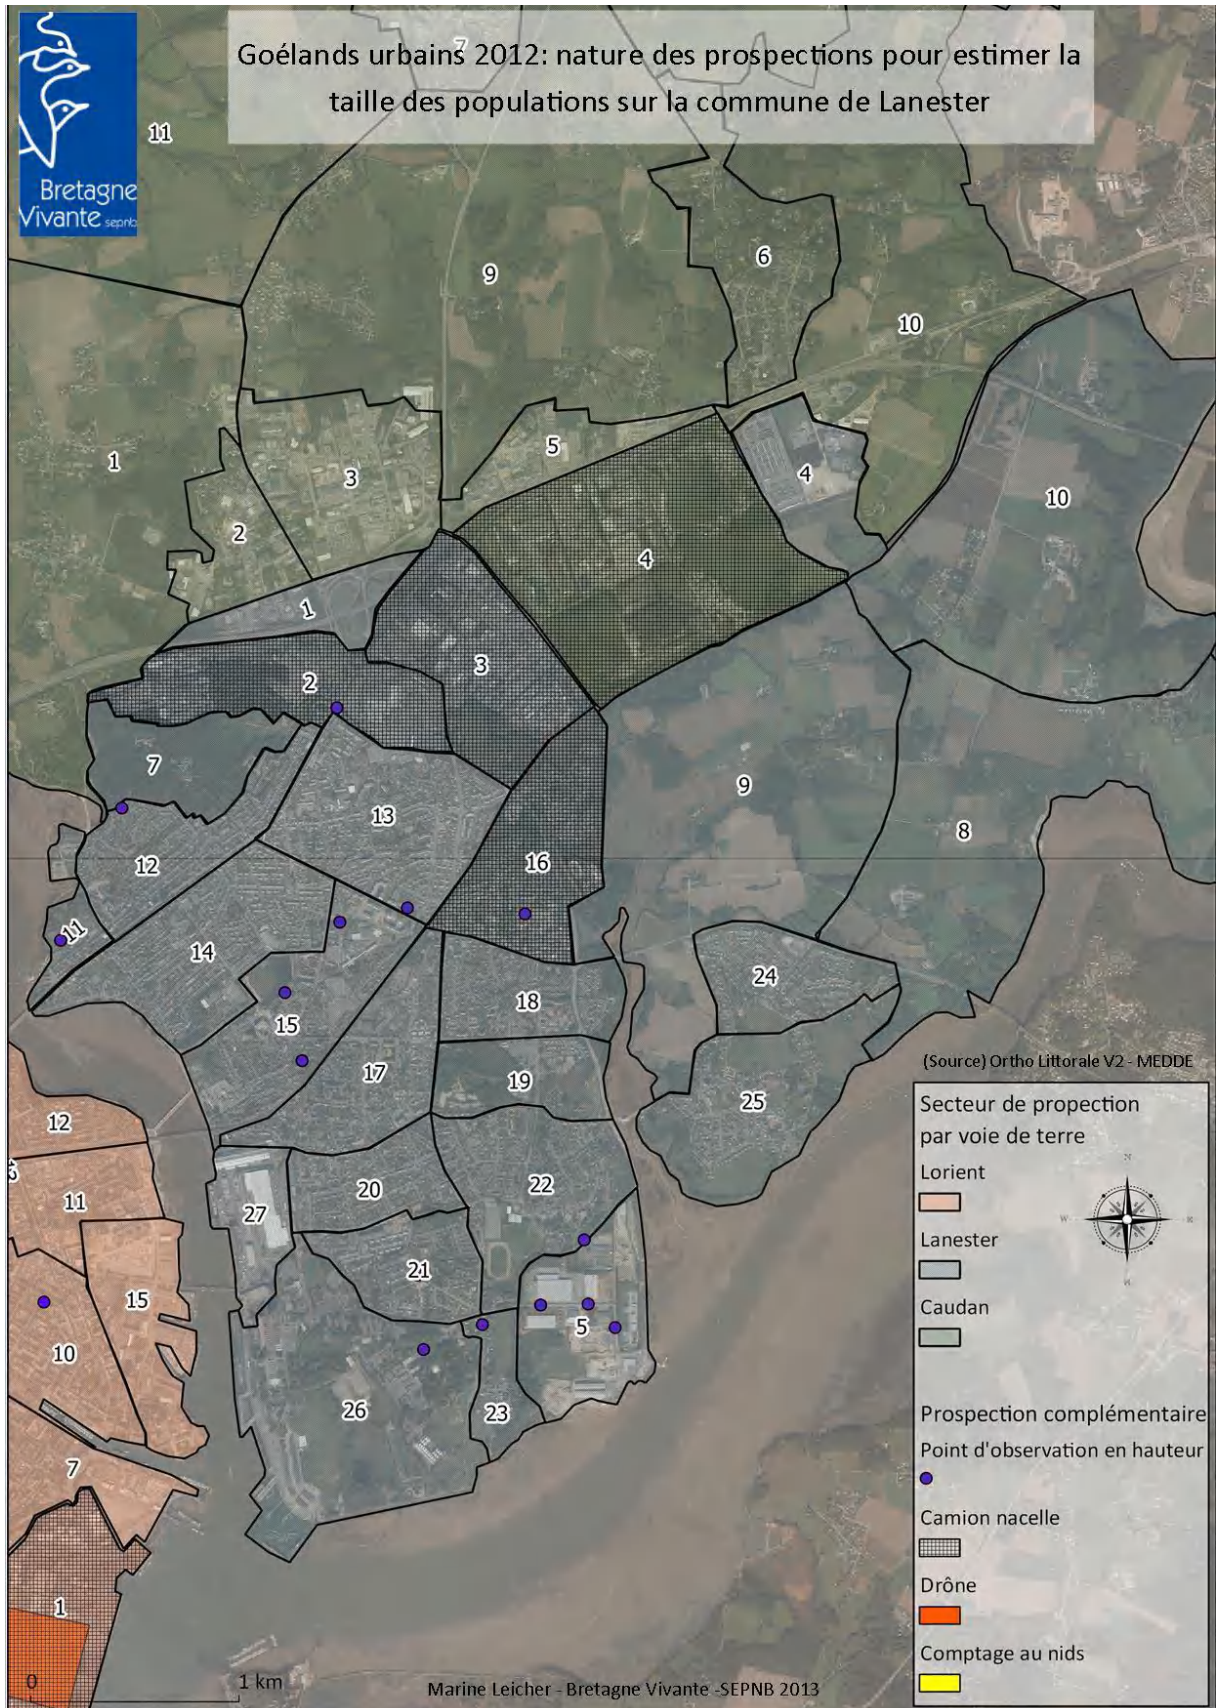 Goélands urbains 2012: nature des prospections pour estimer la
taille des populations sur la commune de Lanester
Bretagne
Vivante sepnb
7
11
9
6
10
1
2
3
5
4
4
10
1
2
3
7
13
9
8
12
16
11
14
18
15
24
17
19
25
12
11
20
22
27
21
15
5
10
26
23
7
1
(Source) Ortho Littorale V2 - MEDDE
Secteur de propection
par voie de terre
Lorient
Lanester
Caudan
N
Prospection complémentaire
Point d'observation en hauteur
Camion nacelle
Drône
Comptage au nids
0 1 km
Marine Leicher - Bretagne Vivante -SEPNB 2013